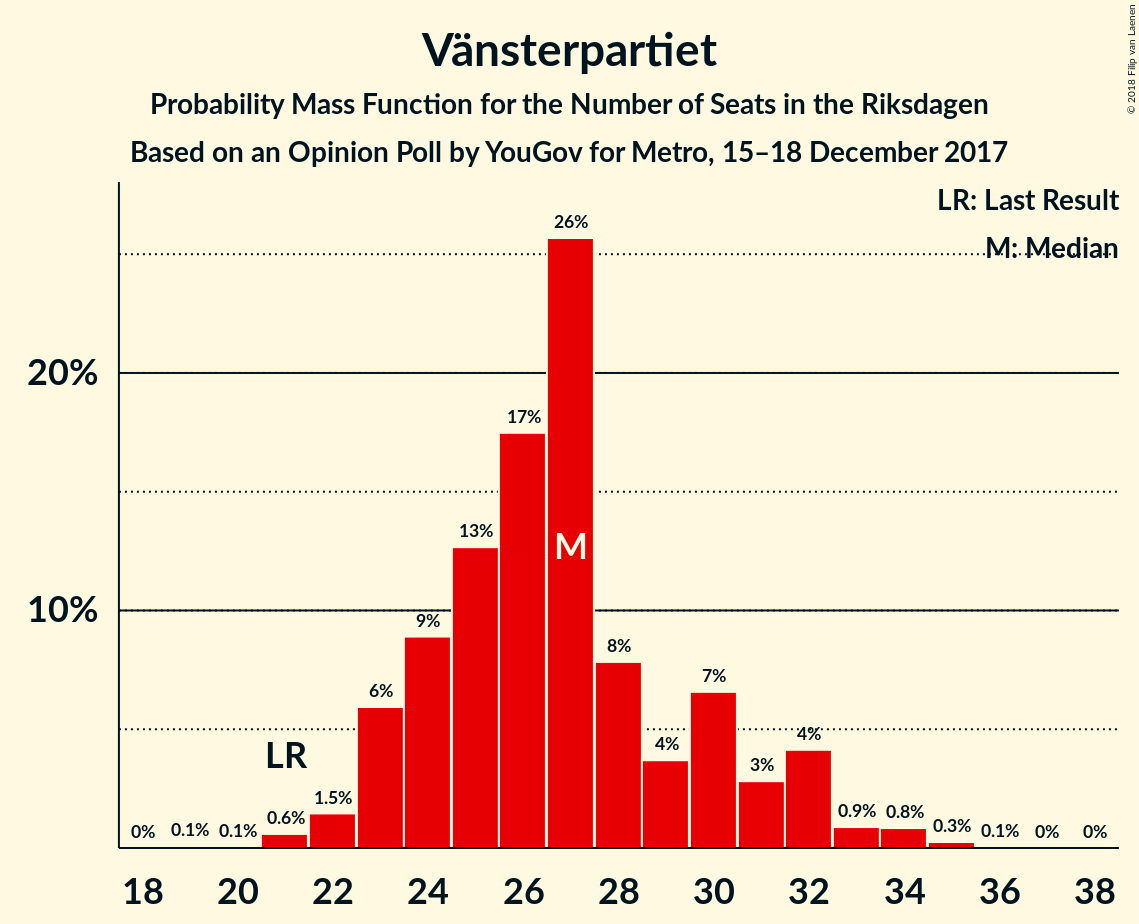 Vänsterpartiet
Probability Mass Function for the Number of Seats in the Riksdagen
Based on an Opinion Poll by YouGov for Metro, 15–18 December 2017
© 2018 Filip van Laenen
LR: Last Result
M: Median
20%
10%
0%
0.1%
0.1%
0.6%
1.5%
6%
9%
13%
17%
26%
8%
4%
7%
3%
4%
0.9%
0.8%
0.3%
0.1%
0%
0%
LR
M
18 20 22 24 26 28 30 32 34 36 38